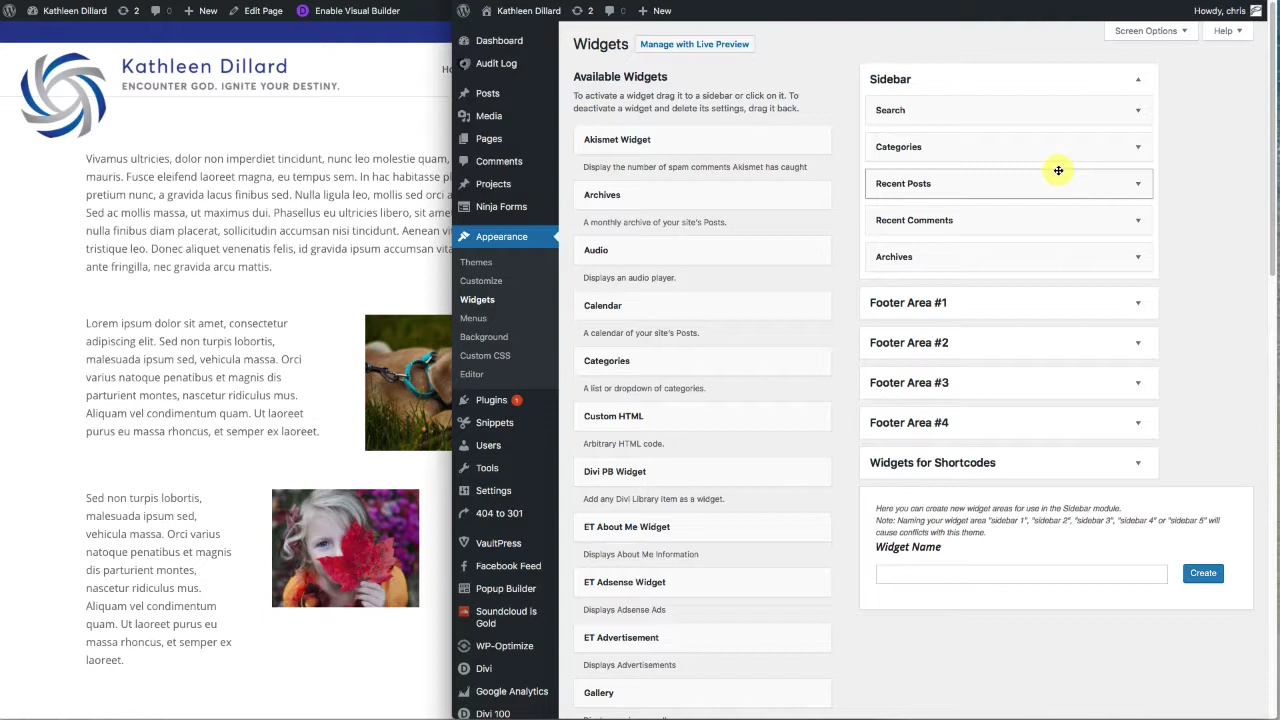 Kathleen Dillard
2
0
New
Edit Page
Enable Visual Builder
Kathleen Dillard
ENCOUNTER GOD. IGNITE YOUR DESTINY.
Vivamus ultricies, dolor non imperdiet tincidunt, nunc leo molestie quam,
mauris. Fusce eleifend laoreet magna, eu tempus sem. In hac habitasse
pretium nunc, a gravida lacus finibus sed. Nulla ligula leo, mollis sed orci
Sed ac mollis massa, ut maximus dui. Phasellus eu ultricies libero, sit ame
nulla finibus diam placerat, sollicitudin accumsan nisi tincidunt. Aenean
tristique leo. Donec aliquet venenatis felis, id gravida ipsum accumsan vita
ante fringilla, nec gravida arcu mattis.
Lorem ipsum dolor sit amet, consectetur
adipiscing elit. Sed non turpis lobortis,
malesuada ipsum sed, vehicula massa. Orci
varius natoque penatibus et magnis dis
parturient montes, nascetur ridiculus mus.
Aliquam vel condimentum quam. Ut laoreet
purus eu massa rhoncus, et semper ex laoreet.
Sed non turpis lobortis,
malesuada ipsum sed,
vehicula massa. Orci varius
natoque penatibus et magnis
dis parturient montes,
nascetur ridiculus mus.
Aliquam vel condimentum
quam. Ut laoreet purus eu
massa rhoncus, et semper ex
laoreet.
Kathleen Dillard
2
0
New
Howdy, chris
Dashboard
Audit Log
Posts
Media
Pages
Comments
Projects
Ninja Forms
Appearance
Themes
Customize
Widgets
Menus
Background
Custom CSS
Editor
Plugins 1
Snippets
Users
Tools
Settings
404 to 301
VaultPress
Facebook Feed
Popup Builder
Soundcloud is
Gold
WP-Optimize
Divi
Google Analytics
Divi 100
Screen Options
Help
Widgets
Manage with Live Preview
Available Widgets
To activate a widget drag it to a sidebar or click on it. To
deactivate a widget and delete its settings, drag it back.
Akismet Widget
Display the number of spam comments Akismet has caught
Archives
A monthly archive of your site's Posts.
Audio
Displays an audio player.
Calendar
A calendar of your site's Posts.
Categories
A list or dropdown of categories.
Custom HTML
Arbitrary HTML code.
Divi PB Widget
Add any Divi Library item as a widget.
ET About Me Widget
Displays About Me Information
ET Adsense Widget
Displays Adsense Ads
ET Advertisement
Displays Advertisements
Gallery
Sidebar
Search
Categories
Recent Posts
Recent Comments
Archives
Footer Area #1
Footer Area #2
Footer Area #3
Footer Area #4
Widgets for Shortcodes
Here you can create new widget areas for use in the Sidebar module.
Note: Naming your widget area "sidebar 1", "sidebar 2", "sidebar 3", "sidebar 4" or "sidebar 5" will
cause conflicts with this theme.
Widget Name
Create